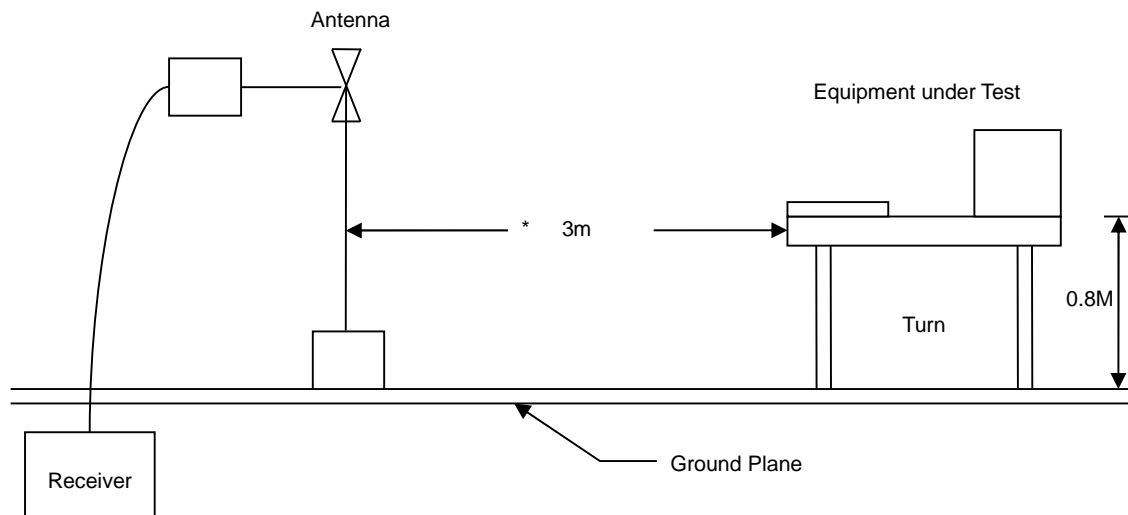 Antenna
Equipment under Test
* 3m
0.8M
Turn
Ground Plane
Receiver